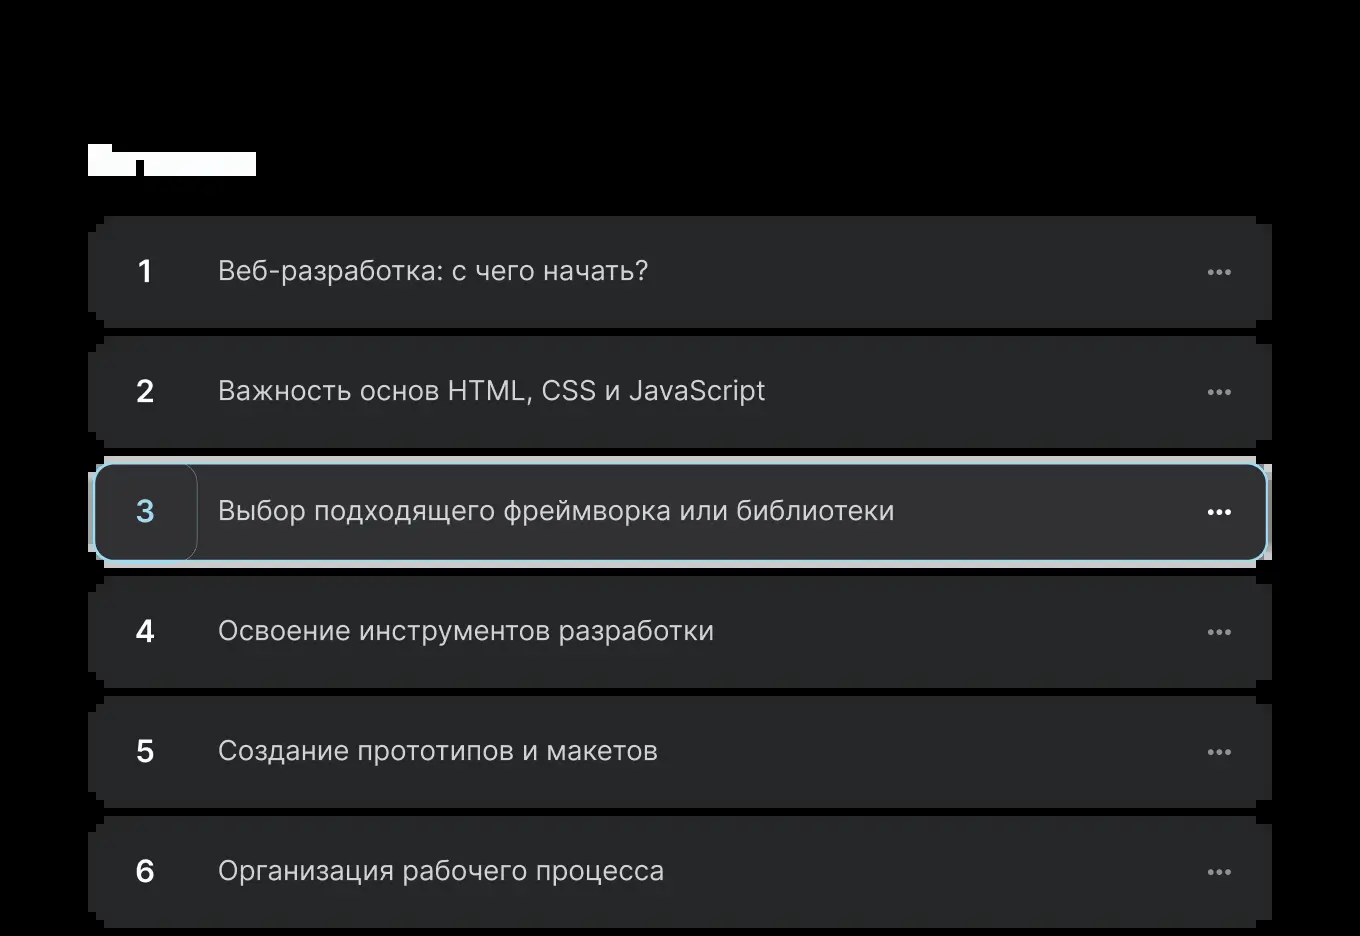 1 Веб-разработка: с чего начать?
2 Важность основ HTML, CSS и JavaScript
3 Выбор подходящего фреймворка или библиотеки
4 Освоение инструментов разработки
5 Создание прототипов и макетов
6 Организация рабочего процесса